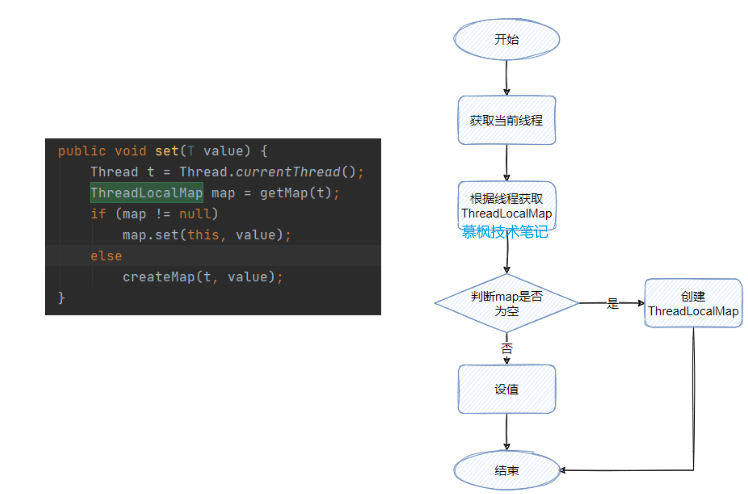 public void set(T value) {
Thread t = Thread.currentThread();
ThreadLocalMap map = getMap(t);
if (map != null)
map.set(this, value);
else
createMap(t, value);
}
开始
获取当前线程
根据线程获取
ThreadLocalMap
慕枫技术笔记
判断map是否
为空
是
创建
ThreadLocalMap
否
设值
结束